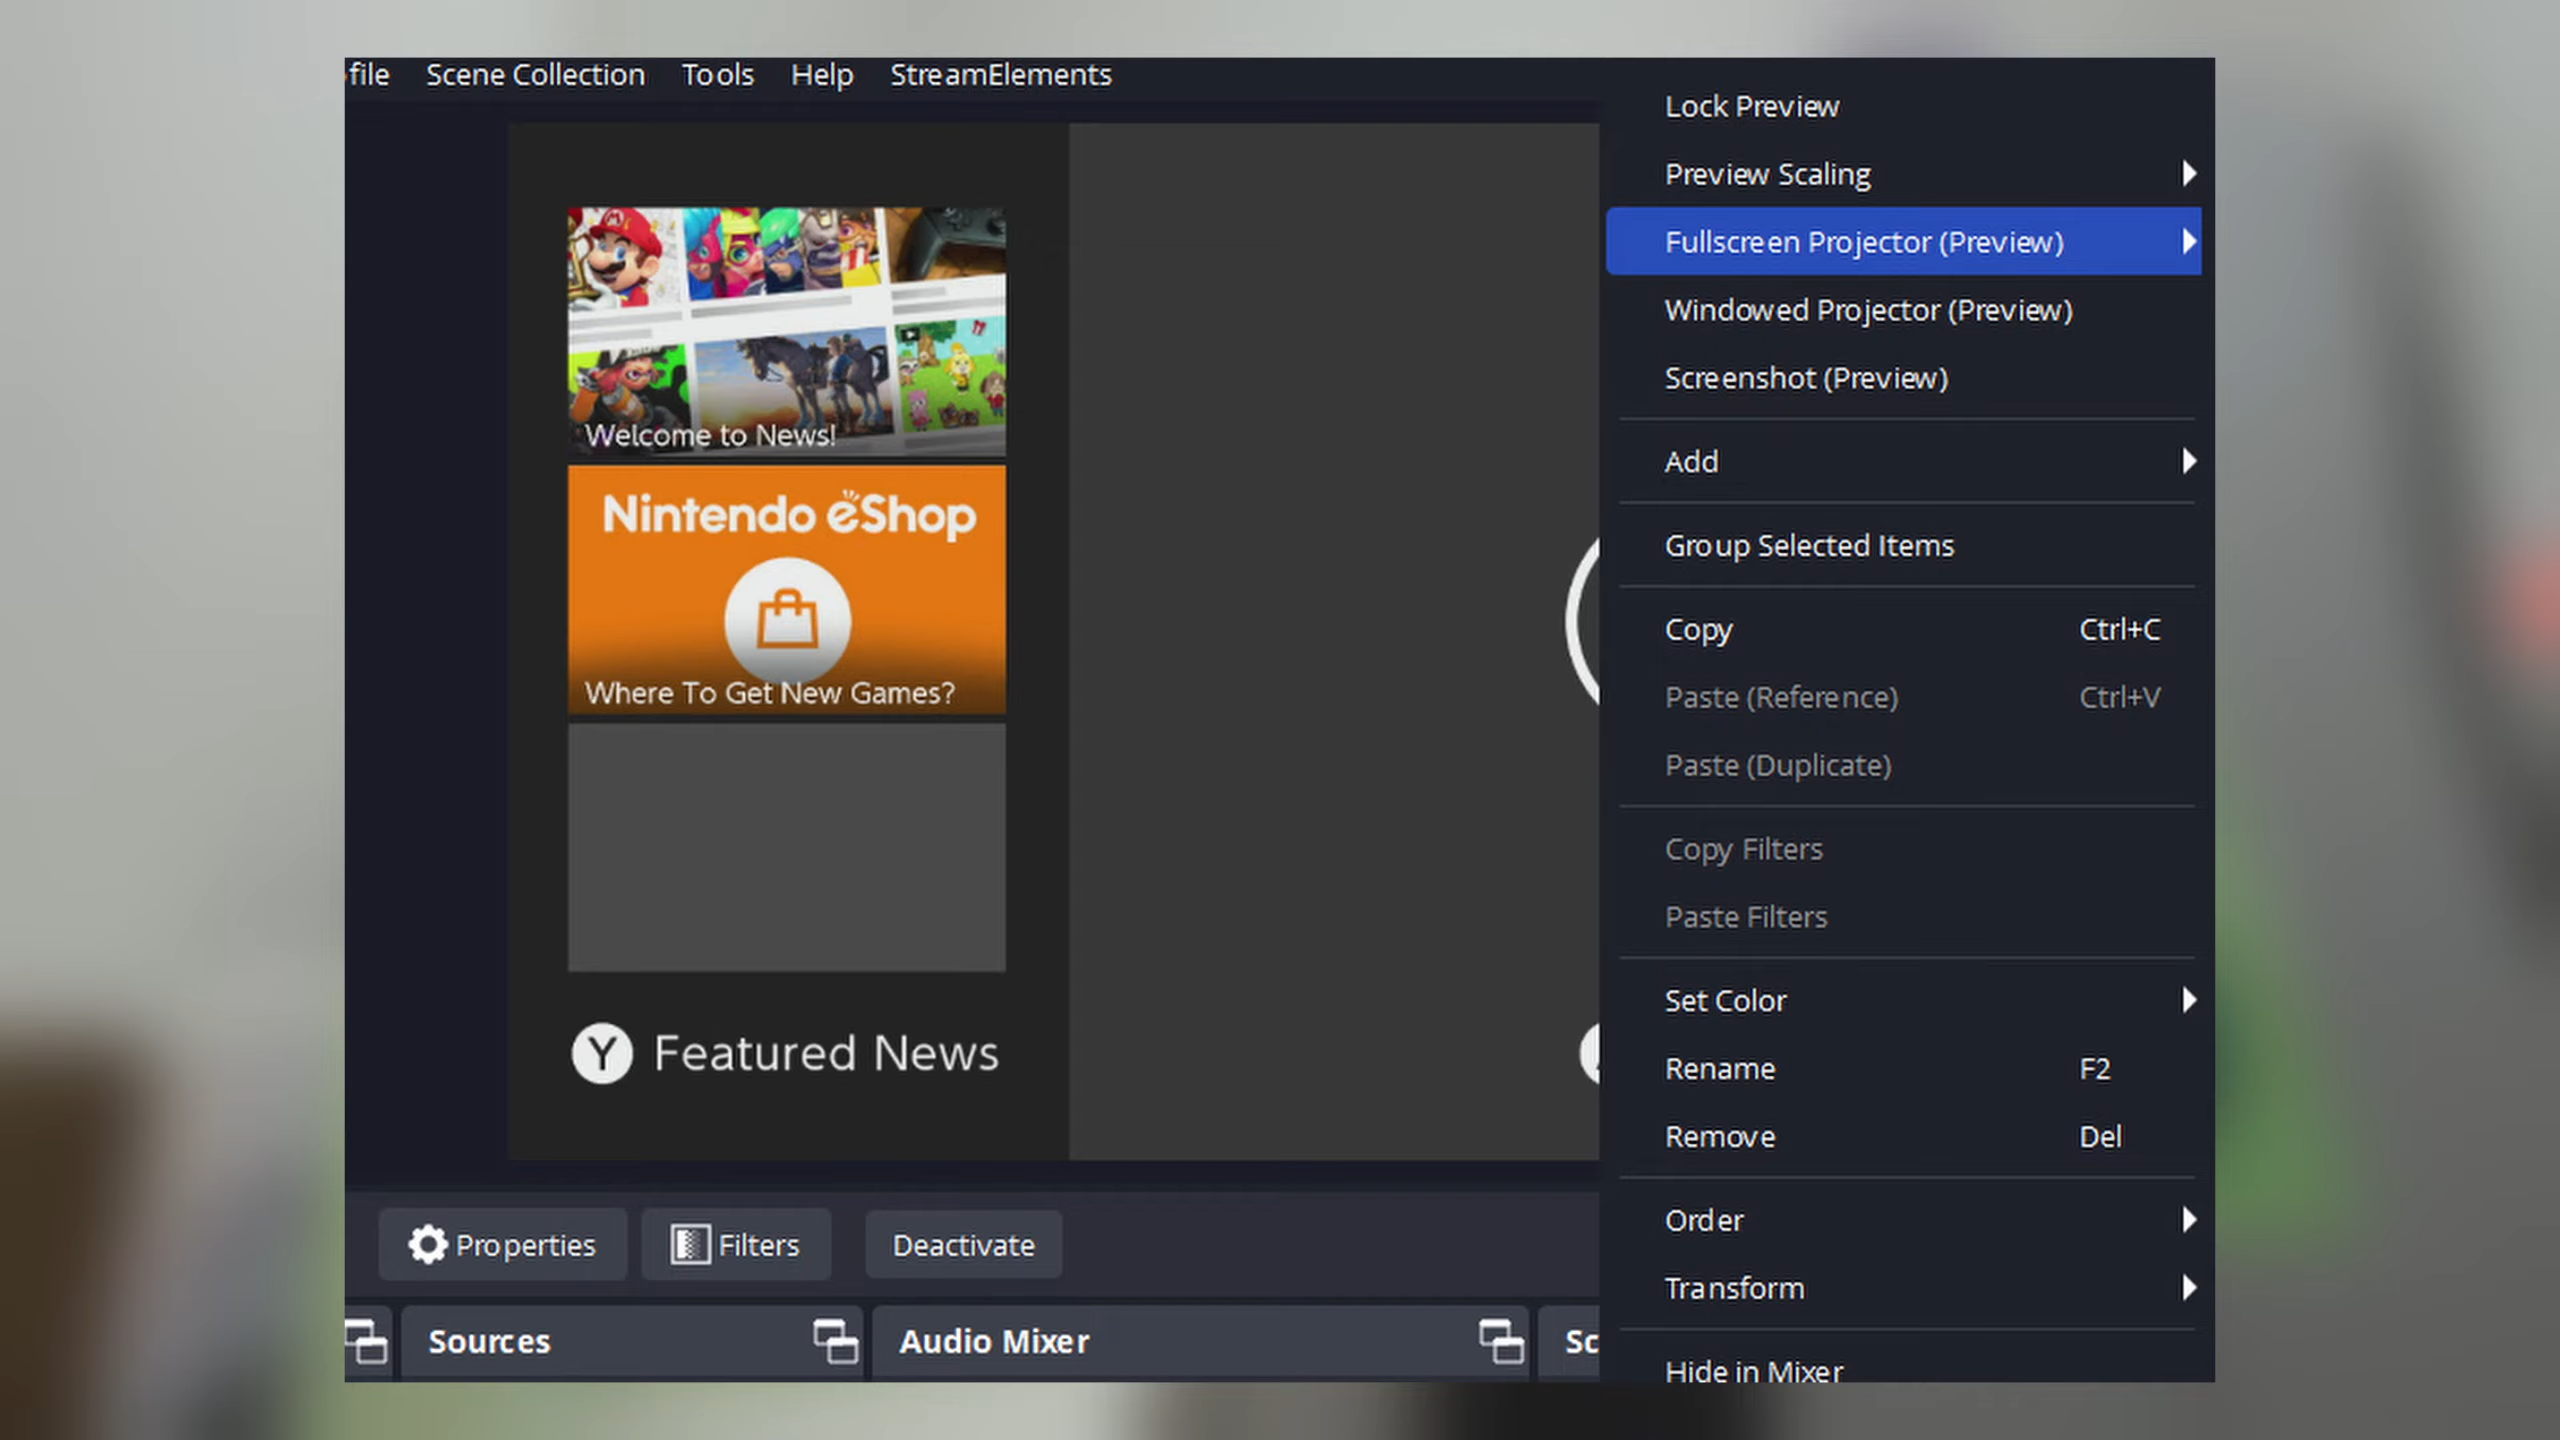 file Scene Collection Tools Help StreamElements
Welcome to News!
Nintendo eShop
Where To Get New Games?
Y Featured News
Properties Filters Deactivate
Sources Audio Mixer Sc
Lock Preview
Preview Scaling
Fullscreen Projector (Preview)
Windowed Projector (Preview)
Screenshot (Preview)
Add
Group Selected Items
Copy Ctrl+C
Paste (Reference) Ctrl+V
Paste (Duplicate)
Copy Filters
Paste Filters
Set Color
Rename F2
Remove Del
Order
Transform
Hide in Mixer